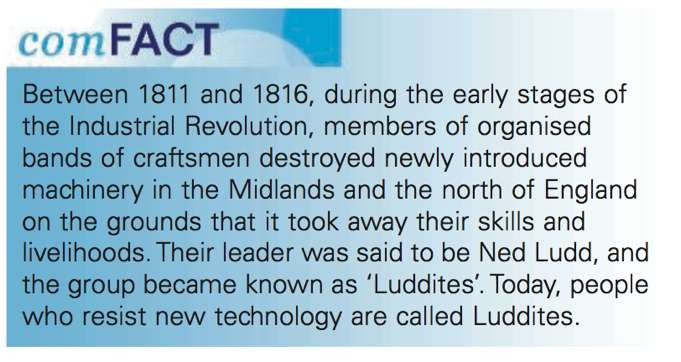 comFACT
Between 1811 and 1816, during the early stages of
the Industrial Revolution, members of organised
bands of craftsmen destroyed newly introduced
machinery in the Midlands and the north of England
on the grounds that it took away their skills and
livelihoods. Their leader was said to be Ned Ludd, and
the group became known as ‘Luddites’. Today, people
who resist new technology are called Luddites.